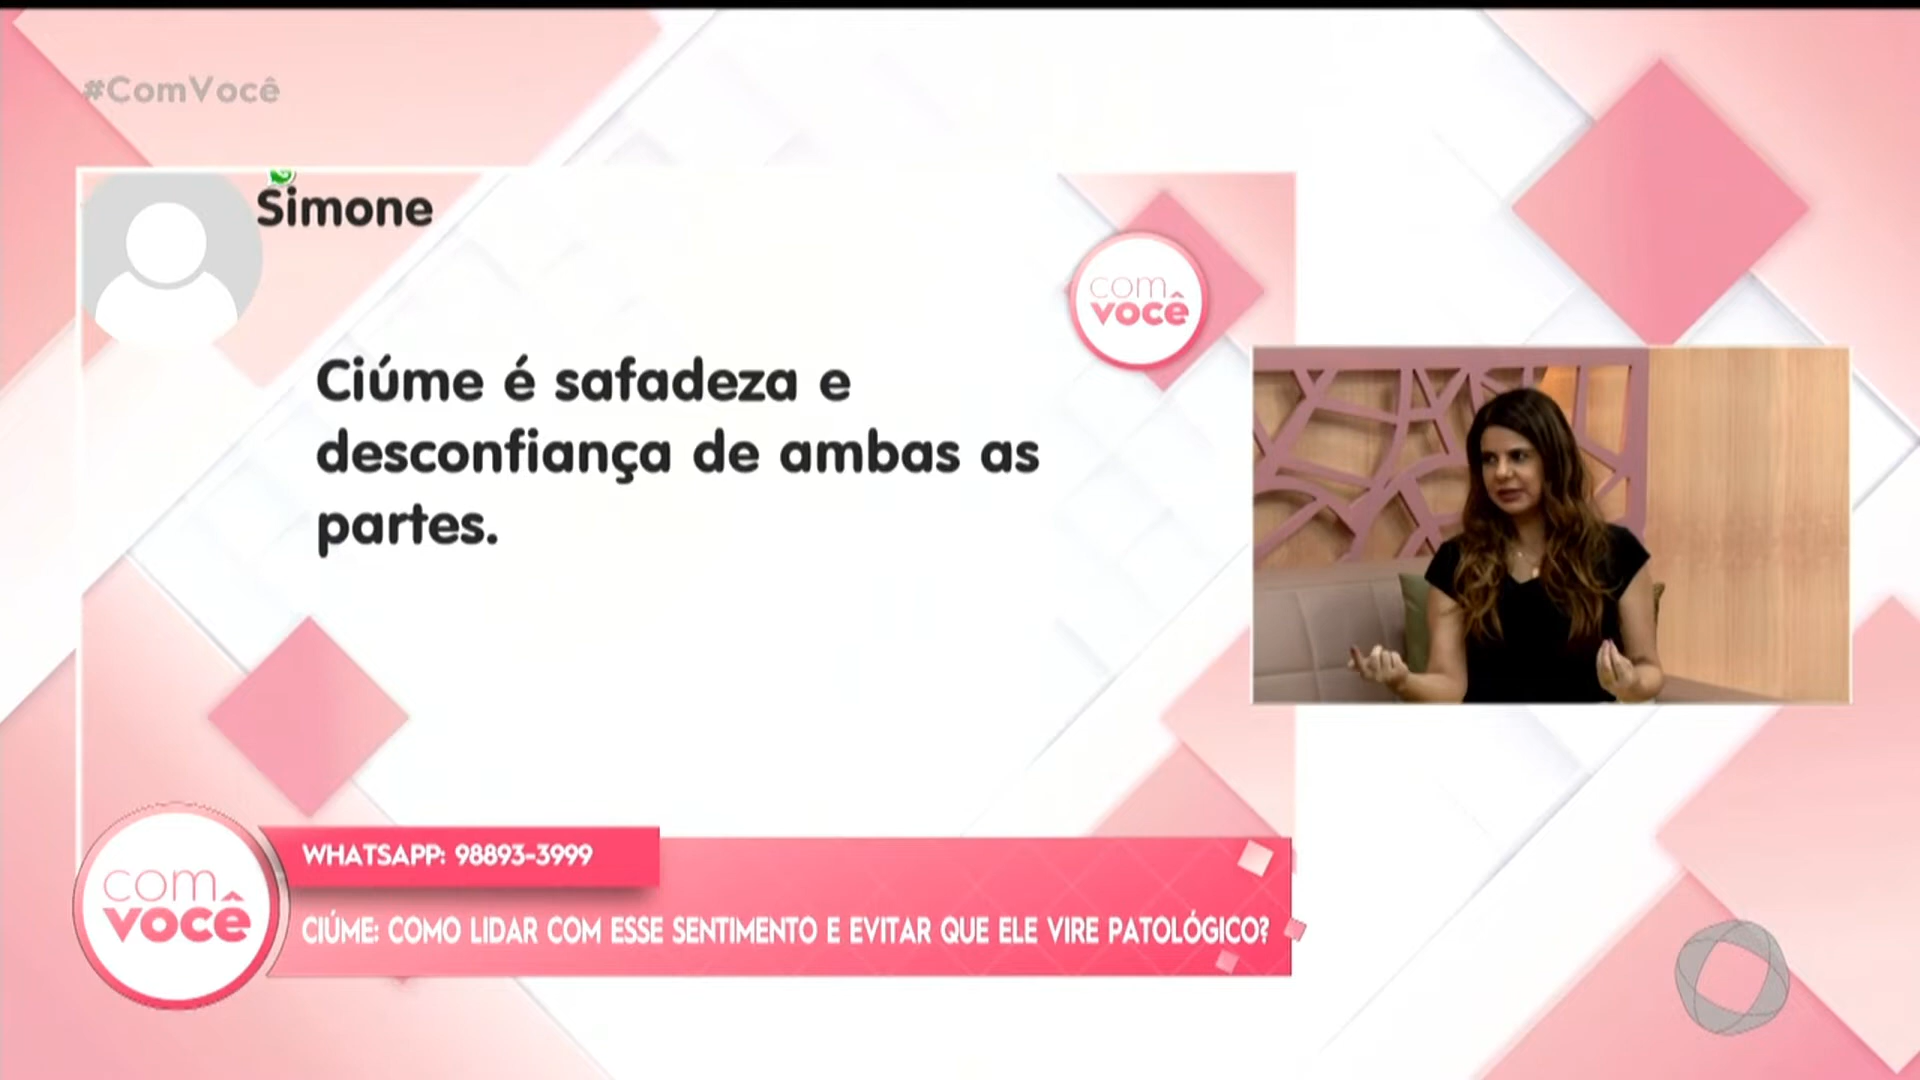 #ComVocê
Simone
com
você
Ciúme é safadeza e
desconfiança de ambas as
partes.
WHATSAPP: 98893-3999
com
você
CIÚME: COMO LIDAR COM ESSE SENTIMENTO E EVITAR QUE ELE VIRE PATOLÓGICO?